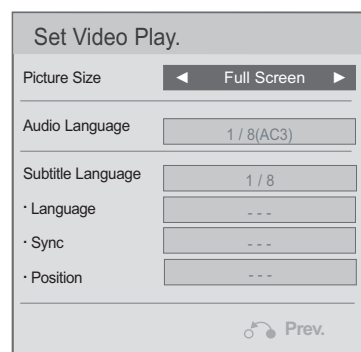 Set Video Play.
Picture Size ◄ Full Screen ►
Audio Language 1 / 8(AC3)
Subtitle Language 1 / 8
· Language - - -
· Sync - - -
· Position - - -
Prev.